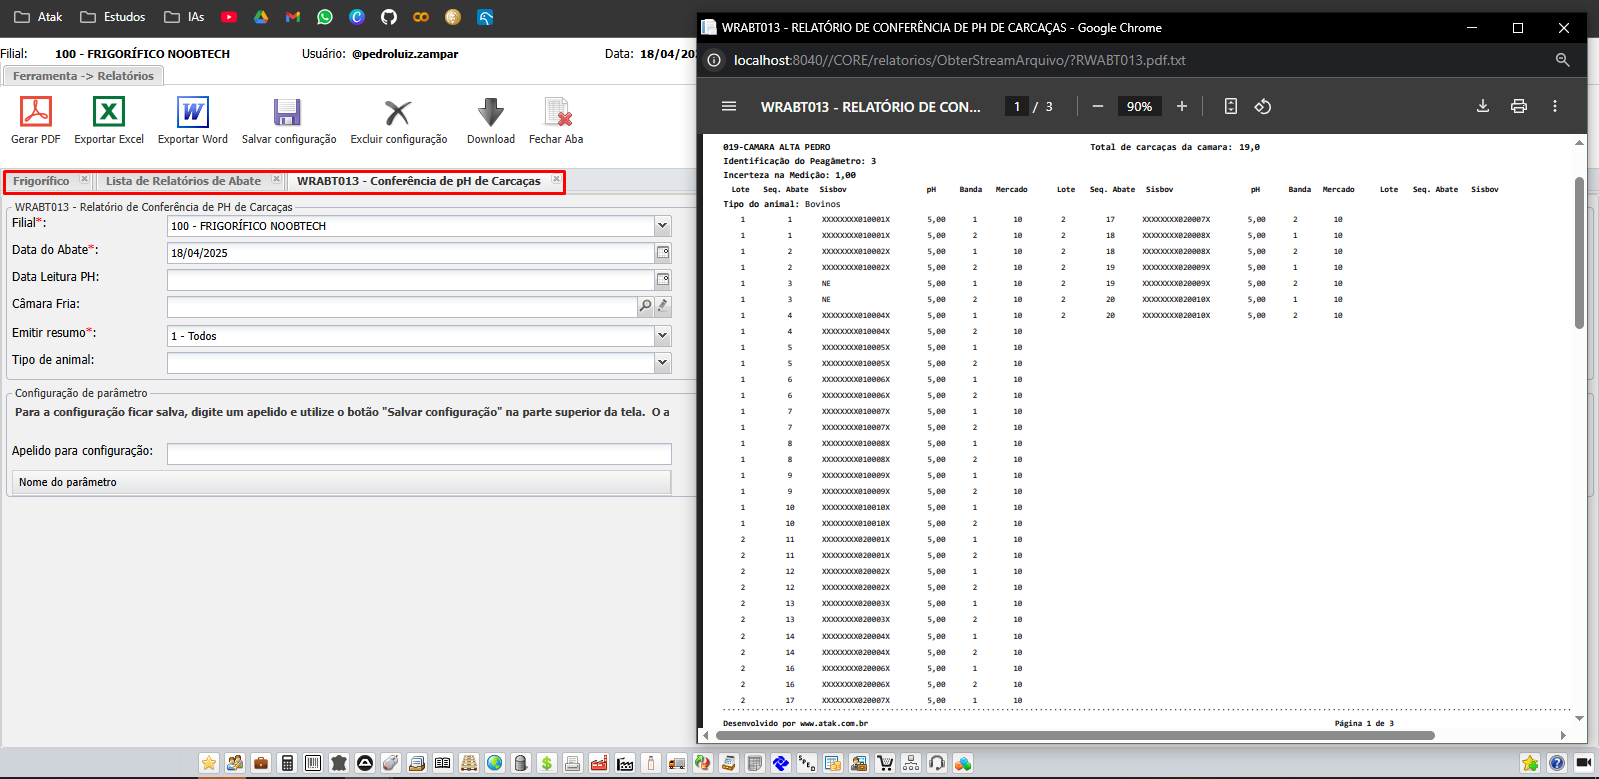 Atak Estudos IAs
Filial: 100 - FRIGORÍFICO NOOBTECH Usuário: @pedroluiz.zampar Data: 18/04/20
Ferramenta -> Relatórios
Gerar PDF Exportar Excel Exportar Word Salvar configuração Excluir configuração Download Fechar Aba
Frigorífico Lista de Relatórios de Abate WRABT013 - Conferência de pH de Carcaças
WRABT013 - Relatório de Conferência de PH de Carcaças
Filial*: 100 - FRIGORÍFICO NOOBTECH
Data do Abate*: 18/04/2025
Data Leitura PH:
Câmara Fria:
Emitir resumo*: 1 - Todos
Tipo de animal:
Configuração de parâmetro
Para a configuração ficar salva, digite um apelido e utilize o botão "Salvar configuração" na parte superior da tela. O a
Apelido para configuração:
Nome do parâmetro
WRABT013 - RELATÓRIO DE CONFERÊNCIA DE PH DE CARCAÇAS - Google Chrome
localhost:8040//CORE/relatorios/ObterStreamArquivo/?RWABT013.pdf.txt
WRABT013 - RELATÓRIO DE CON... 1 / 3 90%
019-CAMARA ALTA PEDRO Total de carcaças da camara: 19,0
Identificação do Peagâmetro: 3
Incerteza na Medição: 1,00
Lote Seq. Abate Sisbov pH Banda Mercado Lote Seq. Abate Sisbov pH Banda Mercado Lote Seq. Abate Sisbov
Tipo do animal: Bovinos
1 1 XXXXXXXX010001X 5,00 1 10 2 17 XXXXXXXX020007X 5,00 2 10
1 1 XXXXXXXX010001X 5,00 2 10 2 18 XXXXXXXX020008X 5,00 1 10
1 2 XXXXXXXX010002X 5,00 1 10 2 18 XXXXXXXX020008X 5,00 2 10
1 2 XXXXXXXX010002X 5,00 2 10 2 19 XXXXXXXX020009X 5,00 1 10
1 3 NE 5,00 1 10 2 19 XXXXXXXX020009X 5,00 2 10
1 3 NE 5,00 2 10 2 20 XXXXXXXX020010X 5,00 1 10
1 4 XXXXXXXX010004X 5,00 1 10 2 20 XXXXXXXX020010X 5,00 2 10
1 4 XXXXXXXX010004X 5,00 2 10
1 5 XXXXXXXX010005X 5,00 1 10
1 5 XXXXXXXX010005X 5,00 2 10
1 6 XXXXXXXX010006X 5,00 1 10
1 6 XXXXXXXX010006X 5,00 2 10
1 7 XXXXXXXX010007X 5,00 1 10
1 7 XXXXXXXX010007X 5,00 2 10
1 8 XXXXXXXX010008X 5,00 1 10
1 8 XXXXXXXX010008X 5,00 2 10
1 9 XXXXXXXX010009X 5,00 1 10
1 9 XXXXXXXX010009X 5,00 2 10
1 10 XXXXXXXX010010X 5,00 1 10
1 10 XXXXXXXX010010X 5,00 2 10
2 11 XXXXXXXX020001X 5,00 1 10
2 11 XXXXXXXX020001X 5,00 2 10
2 12 XXXXXXXX020002X 5,00 1 10
2 12 XXXXXXXX020002X 5,00 2 10
2 13 XXXXXXXX020003X 5,00 1 10
2 13 XXXXXXXX020003X 5,00 2 10
2 14 XXXXXXXX020004X 5,00 1 10
2 14 XXXXXXXX020004X 5,00 2 10
2 16 XXXXXXXX020006X 5,00 1 10
2 16 XXXXXXXX020006X 5,00 2 10
2 17 XXXXXXXX020007X 5,00 1 10
Desenvolvido por www.atak.com.br Página 1 de 3